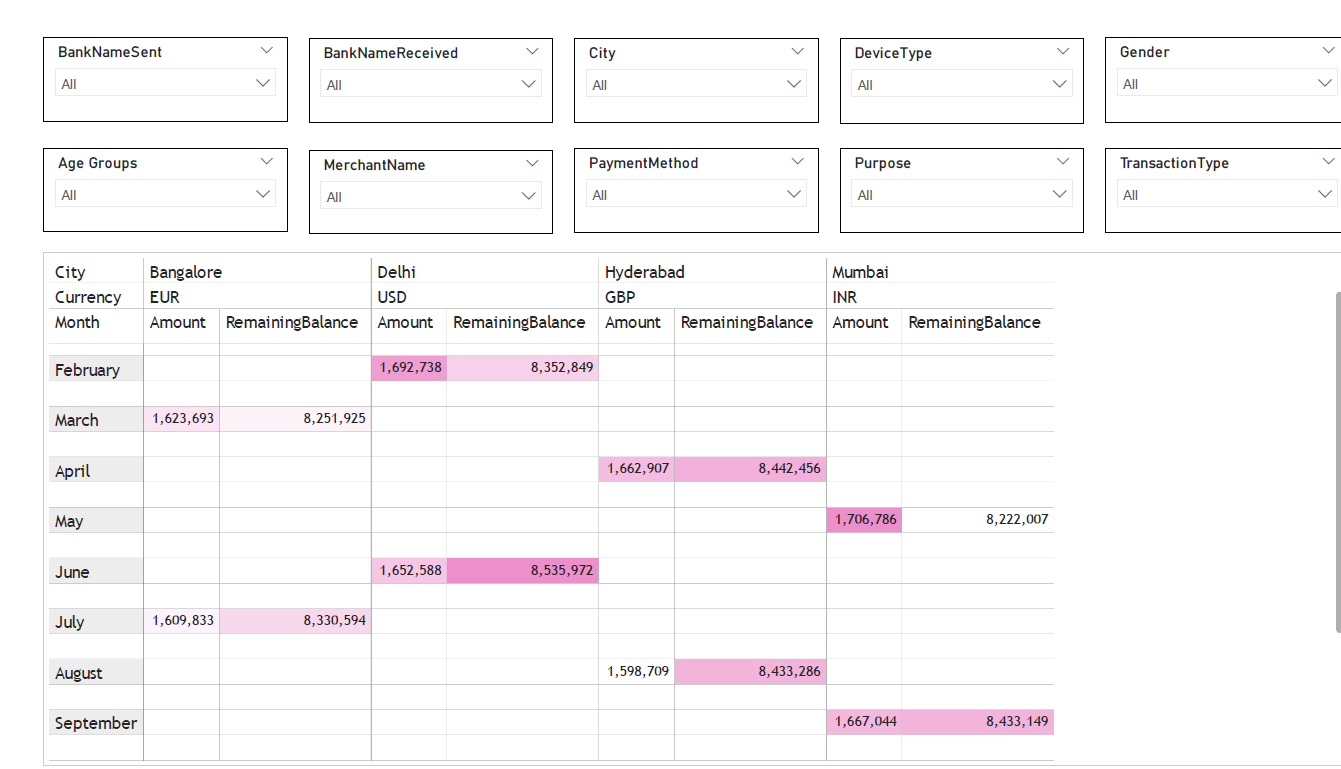 BankNameSent BankNameReceived City DeviceType Gender
All All All All All
Age Groups MerchantName PaymentMethod Purpose TransactionType
All All All All All
City Bangalore Delhi Hyderabad Mumbai
Currency EUR USD GBP INR
Month Amount RemainingBalance Amount RemainingBalance Amount RemainingBalance Amount RemainingBalance
February 1,692,738 8,352,849
March 1,623,693 8,251,925
April 1,662,907 8,442,456
May 1,706,786 8,222,007
June 1,652,588 8,535,972
July 1,609,833 8,330,594
August 1,598,709 8,433,286
September 1,667,044 8,433,149